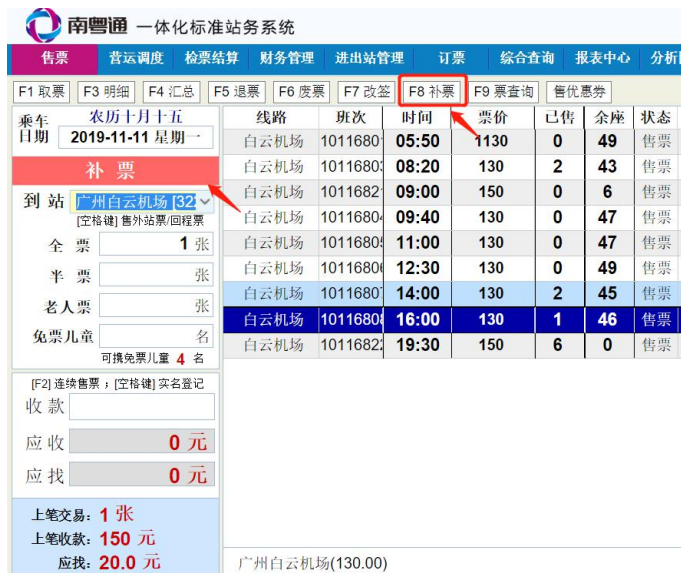 南粤通 一体化标准站务系统
售票 营运调度 检票结算 财务管理 进出站管理 订票 综合查询 报表中心 分析
F1 取票 F3 明细 F4 汇总 F5 退票 F6 废票 F7 改签 F8 补票 F9 票查询 售优惠券
乘车日期 农历十月十五
2019-11-11 星期一
补 票
到 站 广州白云机场 [32
[空格键] 售外站票/回程票
全 票 1 张
半 票 张
老人票 张
免票儿童 名
可携免票儿童 4 名
[F2] 连续售票；[空格键] 实名登记
收 款
应 收 0 元
应 找 0 元
上笔交易: 1 张
上笔收款: 150 元
应找: 20.0 元
线路 班次 时间 票价 已售 余座 状态
白云机场 1011680 05:50 1130 0 49 售票
白云机场 1011680 08:20 130 2 43 售票
白云机场 1011682 09:00 150 0 6 售票
白云机场 1011680 09:40 130 0 47 售票
白云机场 1011680 11:00 130 0 47 售票
白云机场 1011680 12:30 130 0 49 售票
白云机场 1011680 14:00 130 2 45 售票
白云机场 1011680 16:00 130 1 46 售票
白云机场 1011682 19:30 150 6 0 售票
广州白云机场(130.00)